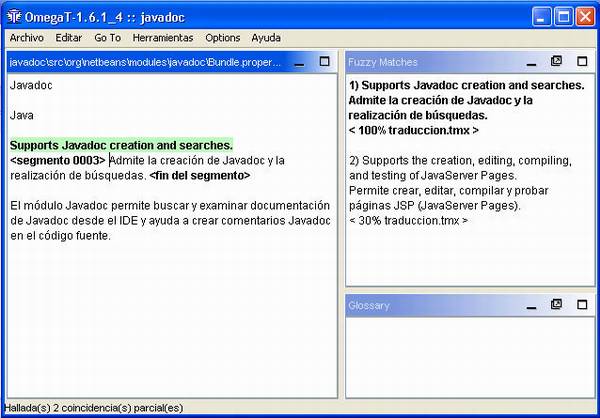 OmegaT-1.6.1_4 :: javadoc
Archivo Editar Go To Herramientas Options Ayuda
javadoc\src\org\netbeans\modules\javadoc\Bundle.proper...
Javadoc
Java
Supports Javadoc creation and searches.
<segmento 0003> Admite la creación de Javadoc y la
realización de búsquedas. <fin del segmento>
El módulo Javadoc permite buscar y examinar documentación
de Javadoc desde el IDE y ayuda a crear comentarios Javadoc
en el código fuente.
Fuzzy Matches
1) Supports Javadoc creation and searches.
Admite la creación de Javadoc y la
realización de búsquedas.
< 100% traduccion.tmx >
2) Supports the creation, editing, compiling,
and testing of JavaServer Pages.
Permite crear, editar, compilar y probar
páginas JSP (JavaServer Pages).
< 30% traduccion.tmx >
Glossary
Hallada(s) 2 coincidencia(s) parcial(es)